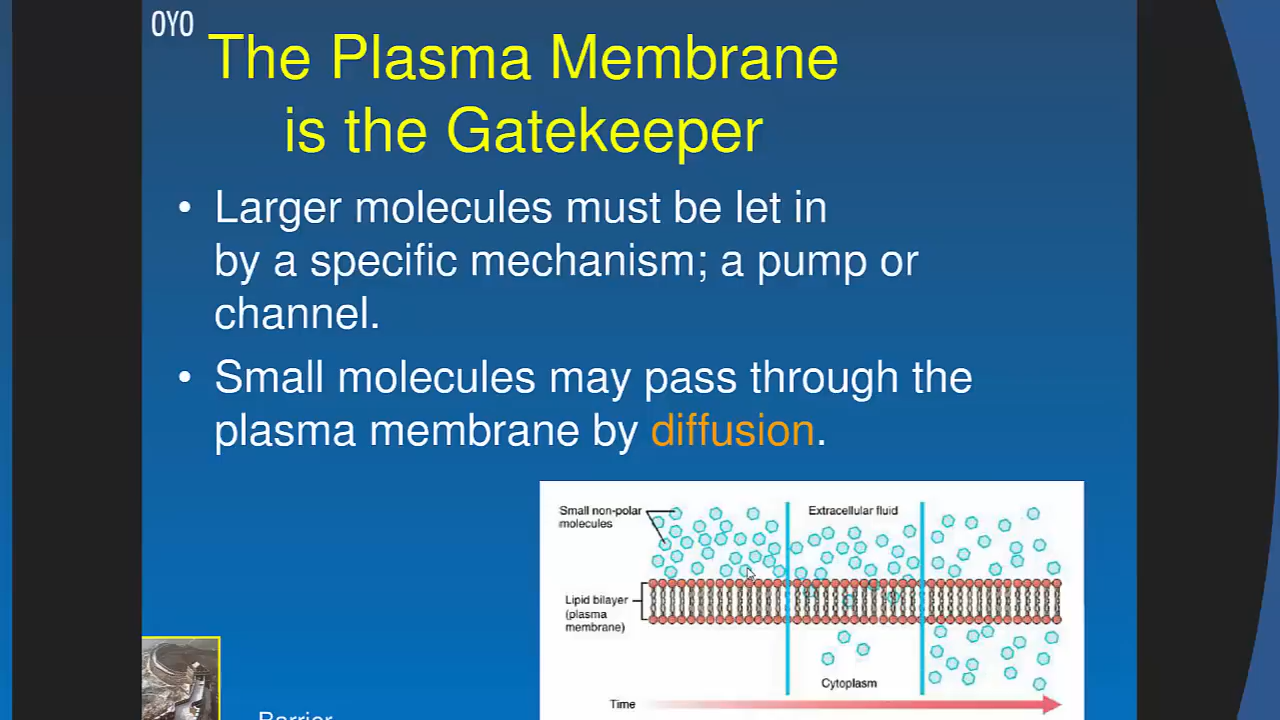 OYO
The Plasma Membrane
is the Gatekeeper
• Larger molecules must be let in
by a specific mechanism; a pump or
channel.
• Small molecules may pass through the
plasma membrane by diffusion.
Small non-polar
molecules
Extracellular fluid
Lipid bilayer
(plasma
membrane)
Cytoplasm
Time
Barrier